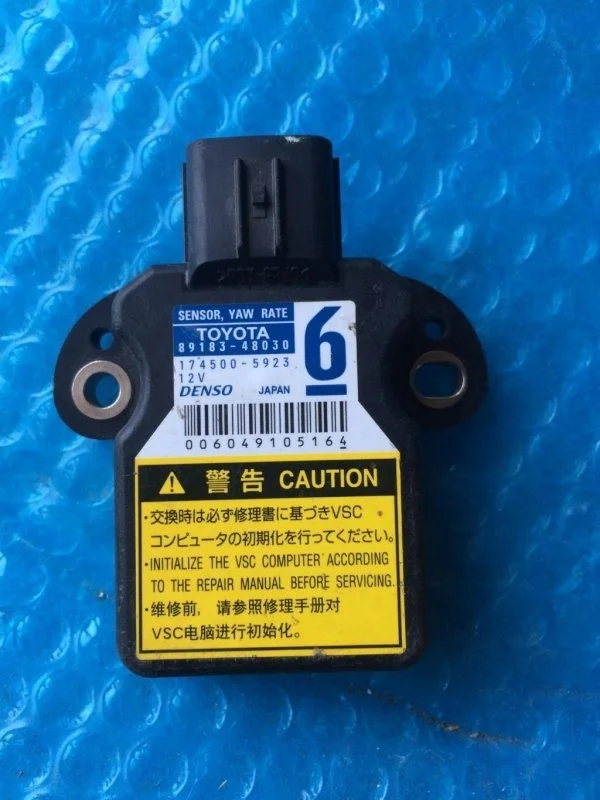 SENSOR, YAW RATE
TOYOTA
89183-48030
174500-5923
12V
DENSO JAPAN
6
006049105164
警告 CAUTION
・交換時は必ず修理書に基づきVSC
コンピュータの初期化を行ってください。
・INITIALIZE THE VSC COMPUTER ACCORDING
TO THE REPAIR MANUAL BEFORE SERVICING.
・维修前，请参照修理手册对
VSC电脑进行初始化。